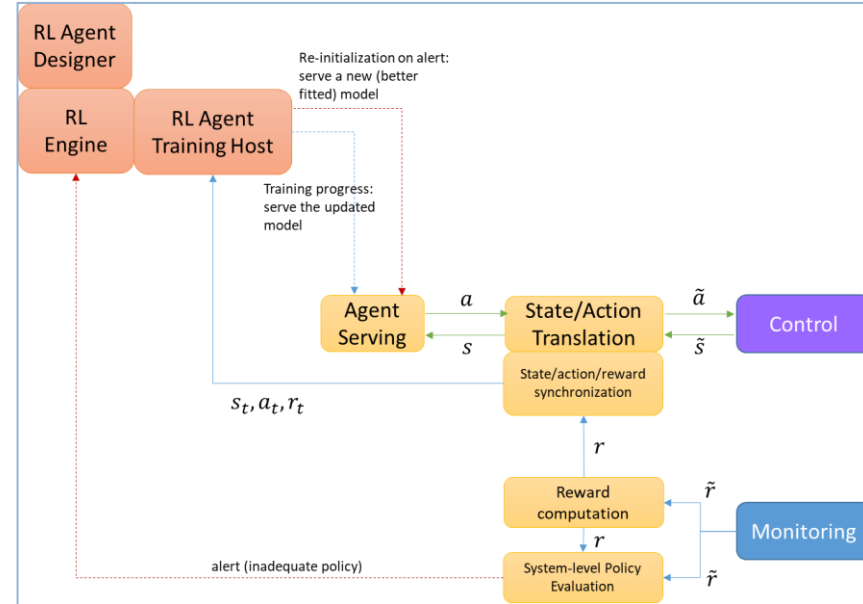 RL Agent
Designer
RL
Engine
RL Agent
Training Host
Re-initialization on alert:
serve a new (better
fitted) model
Training progress:
serve the updated
model
Agent
Serving
a
s
State/Action
Translation
ã
s̃
Control
State/action/reward
synchronization
s_t, a_t, r_t
r
Reward
computation
r̃
Monitoring
r
r̃
System-level Policy
Evaluation
alert (inadequate policy)